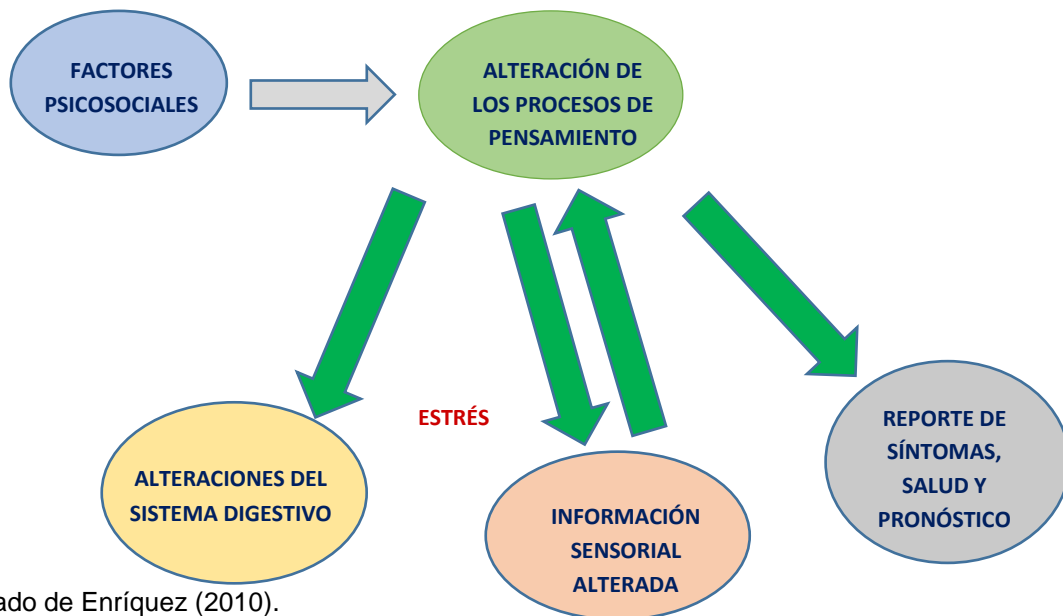 FACTORES
PSICOSOCIALES
ALTERACIÓN DE
LOS PROCESOS DE
PENSAMIENTO
ESTRÉS
ALTERACIONES DEL
SISTEMA DIGESTIVO
INFORMACIÓN
SENSORIAL
ALTERADA
REPORTE DE
SÍNTOMAS,
SALUD Y
PRONÓSTICO
ado de Enríquez (2010).